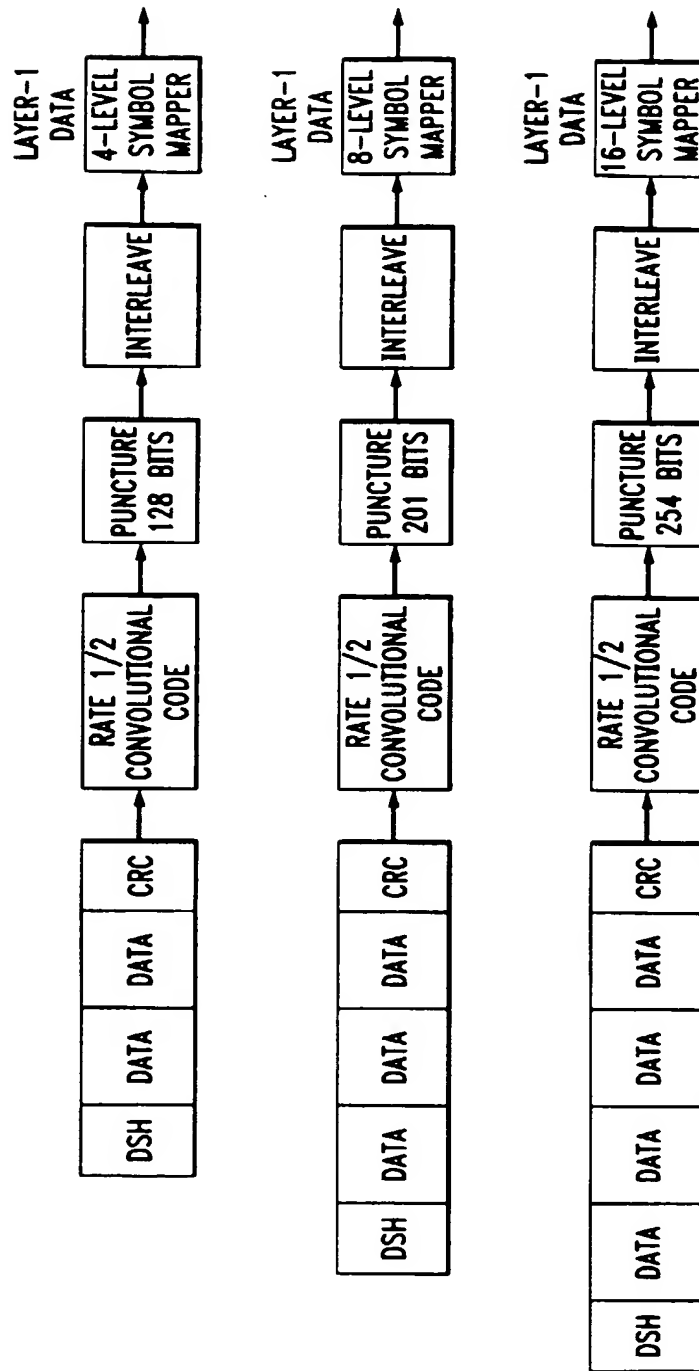 DSH DATA DATA CRC
RATE 1/2
CONVOLUTIONAL
CODE
PUNCTURE
128 BITS
INTERLEAVE
LAYER-1
DATA
4-LEVEL
SYMBOL
MAPPER
DSH DATA DATA DATA CRC
RATE 1/2
CONVOLUTIONAL
CODE
PUNCTURE
201 BITS
INTERLEAVE
LAYER-1
DATA
8-LEVEL
SYMBOL
MAPPER
DSH DATA DATA DATA DATA CRC
RATE 1/2
CONVOLUTIONAL
CODE
PUNCTURE
254 BITS
INTERLEAVE
LAYER-1
DATA
16-LEVEL
SYMBOL
MAPPER